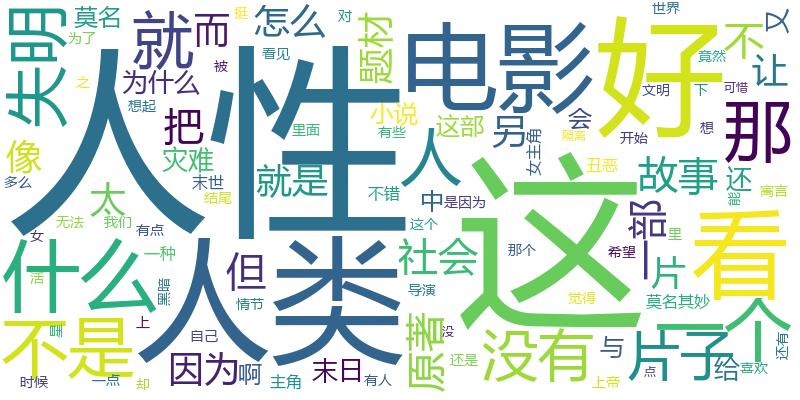 人性
这
人类
电影
好
看
什么
不是
失明
就
而
怎么
题材
不
又
世界
莫名
为了
挺
对
看见
被
竟然
让
之
为什么
想起
把
小说
另
会
文明
下
可惜
那
像
灾难
里面
有些
这部
女主角
开始
想
隔离
多么
末世
结尾
就是
不错
人
中
是因为
丑恶
故事
还
能
寓言
太
无法
我们
女
有点
这个
一部
里
活
一种
黑暗
但
情节
社会
导演
那个
希望
片
觉得
莫名其妙
一个
是
上
自己
因为
啊
主角
末日
有人
原著
没
还是
没有
与
上帝
片子
点
给
喜欢
还有
时候
一点
却